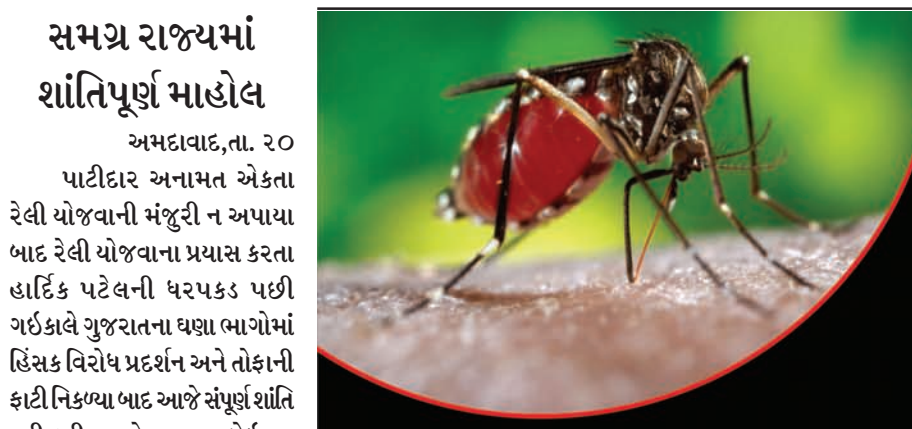 સમગ્ર રાજ્યમાં
શાંતિપૂર્ણ માહોલ
અમદાવાદ,તા. ૨૦
પાટીદાર અનામત એકતા
રેલી યોજવાની મંજુરી ન અપાયા
બાદ રેલી યોજવાના પ્રયાસ કરતા
હાર્દિક પટેલની ધરપકડ પછી
ગઇકાલે ગુજરાતના ઘણા ભાગોમાં
હિંસક વિરોધ પ્રદર્શન અને તોફાની
ફાટી નિકળ્યા બાદ આજે સંપૂર્ણ શાંતિ